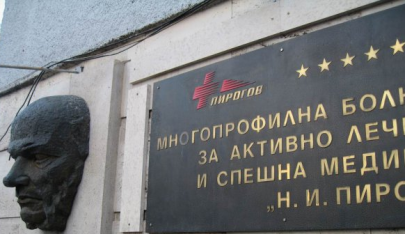 ПИРОГОВ
МНОГОПРОФИЛНА БОЛ
ЗА АКТИВНО ЛЕЧ
И СПЕШНА МЕДИ
„Н. И. ПИРО